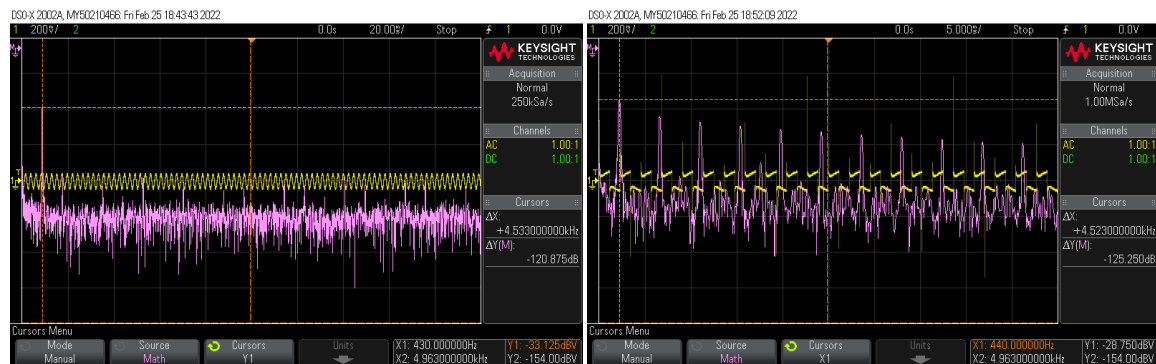 DSO-X 2002A, MY50210466: Fri Feb 25 18:43:43 2022
1 200V/ 2 0.0s 20.00s/ Stop 1 0.0V
KEYSIGHT
TECHNOLOGIES
Acquisition
Normal
250kSa/s
Channels
AC 1.00:1
DC 1.00:1
Cursors
ΔX:
+4.533000000kHz
ΔY(M):
-120.875dB
Cursors Menu
Mode
Manual
Source
Math
Cursors
Y1
Units
X1: 430.000000Hz
X2: 4.963000000kHz
Y1: -33.125dBV
Y2: -154.00dBV
DSO-X 2002A, MY50210466: Fri Feb 25 18:52:09 2022
1 200V/ 2 0.0s 5.000s/ Stop 1 0.0V
KEYSIGHT
TECHNOLOGIES
Acquisition
Normal
1.00MSa/s
Channels
AC 1.00:1
DC 1.00:1
Cursors
ΔX:
+4.523000000kHz
ΔY(M):
-125.250dB
Cursors Menu
Mode
Manual
Source
Math
Cursors
X1
Units
X1: 440.000000Hz
X2: 4.963000000kHz
Y1: -28.750dBV
Y2: -154.00dBV